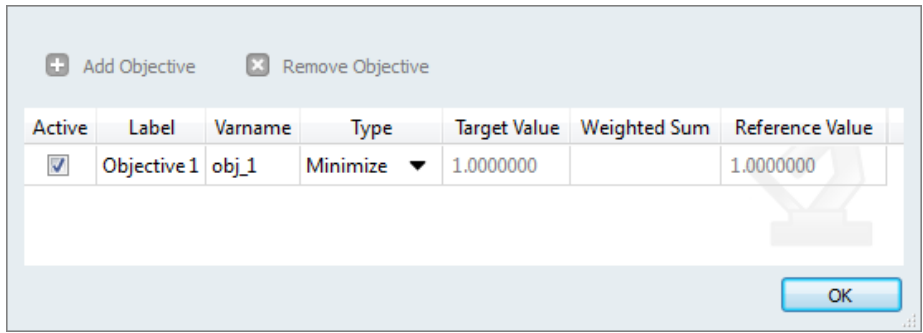 Add Objective Remove Objective
Active Label Varname Type Target Value Weighted Sum Reference Value
Objective 1 obj_1 Minimize 1.0000000 1.0000000
OK